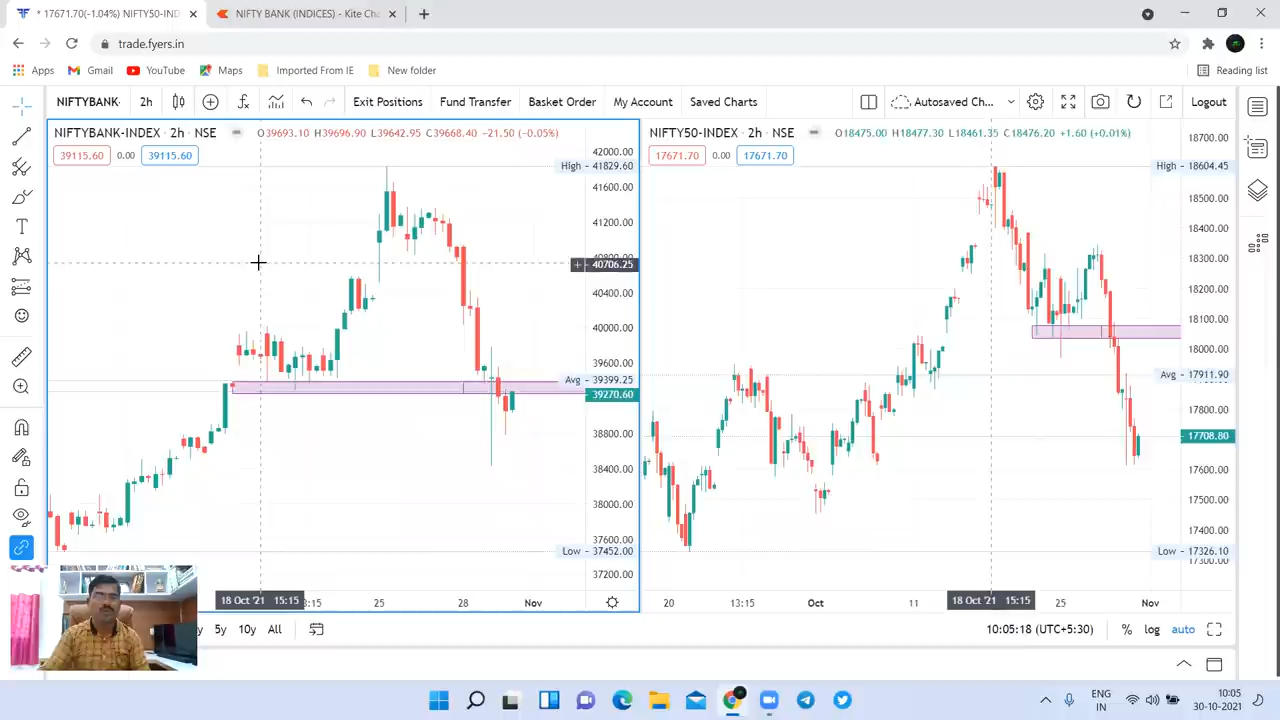 * 17671.70(-1.04%) NIFTY50-IND
NIFTY BANK (INDICES) - Kite Cha
trade.fyers.in
Apps Gmail YouTube Maps Imported From IE New folder Reading list
NIFTYBANK- 2h Exit Positions Fund Transfer Basket Order My Account Saved Charts Autosaved Ch... Logout
NIFTYBANK-INDEX · 2h · NSE O39693.10 H39696.90 L39642.95 C39668.40 −21.50 (−0.05%)
39115.60 0.00 39115.60
42000.00
High 41829.60
41600.00
41200.00
40706.25
40400.00
40000.00
39600.00
Avg 39399.25
39270.60
38800.00
38400.00
38000.00
37600.00
Low 37452.00
37200.00
18 Oct '21 15:15 25 28 Nov
NIFTY50-INDEX · 2h · NSE O18475.00 H18477.30 L18461.35 C18476.20 +1.60 (+0.01%)
17671.70 0.00 17671.70
18700.00
High 18604.45
18500.00
18400.00
18300.00
18200.00
18100.00
18000.00
Avg 17911.90
17800.00
17708.80
17600.00
17500.00
17400.00
Low 17326.10
17300.00
20 13:15 Oct 11 18 Oct '21 15:15 25 Nov
5y 10y All
10:05:18 (UTC+5:30) % log auto
ENG
IN
10:05
30-10-2021